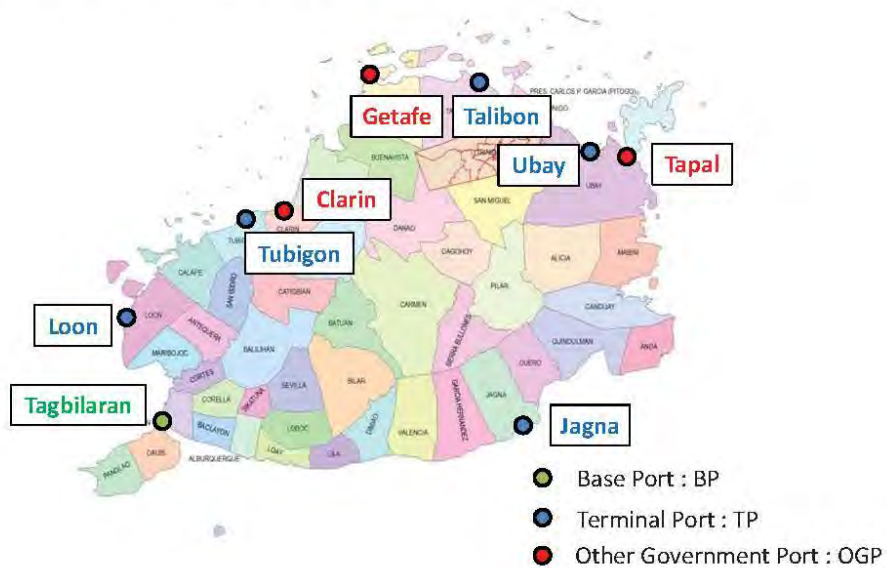 PRES. CARLOS P. GARCIA (PITOGO)
Getafe
Talibon
BUENAVISTA
Ubay
Tapal
UBAY
SAN MIGUEL
Clarin
CLARIN
DANAO
Tubigon
DAGOHOY
ALICIA
MABINI
CALAPE
SAN ISIDRO
CATIGBIAN
PILAR
CARMEN
CANDIJAY
Loon
LOON
ANTEQUERA
BATUAN
SIERRA BULLONES
MARIBOJOC
BALILIHAN
GUINDULMAN
ANDA
CORTES
SEVILLA
BILAR
DUERO
Tagbilaran
CORELLA
SIKATUNA
GARCIA HERNANDEZ
JAGNA
BACLAYON
LOBOC
DIMIAO
VALENCIA
Jagna
DAUIS
ALBURQUERQUE
LOAY
LILA
PANGLAO
Base Port : BP
Terminal Port : TP
Other Government Port : OGP